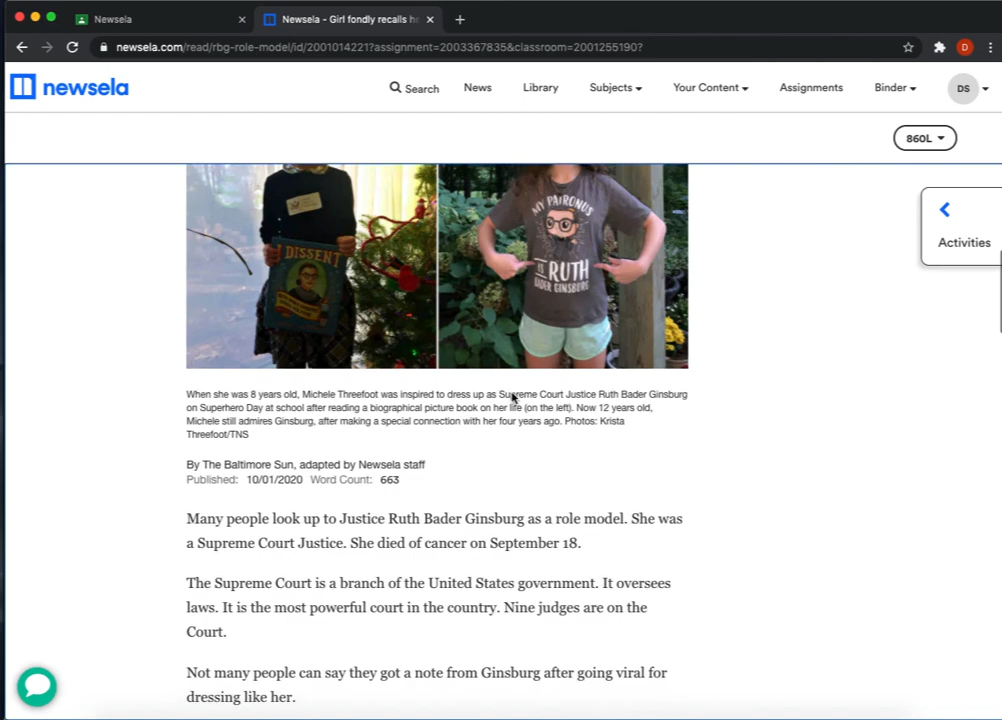 Newsela
Newsela - Girl fondly recalls h
newsela.com/read/rbg-role-model/id/2001014221?assignment=2003367835&classroom=2001255190?
D
newsela
Search
News
Library
Subjects
Your Content
Assignments
Binder
DS
860L
Activities
DISSENT
MY PATRONUS
IS RUTH
BADER GINSBURG
When she was 8 years old, Michele Threefoot was inspired to dress up as Supreme Court Justice Ruth Bader Ginsburg
on Superhero Day at school after reading a biographical picture book on her life (on the left). Now 12 years old,
Michele still admires Ginsburg, after making a special connection with her four years ago. Photos: Krista
Threefoot/TNS
By The Baltimore Sun, adapted by Newsela staff
Published: 10/01/2020 Word Count: 663
Many people look up to Justice Ruth Bader Ginsburg as a role model. She was
a Supreme Court Justice. She died of cancer on September 18.
The Supreme Court is a branch of the United States government. It oversees
laws. It is the most powerful court in the country. Nine judges are on the
Court.
Not many people can say they got a note from Ginsburg after going viral for
dressing like her.